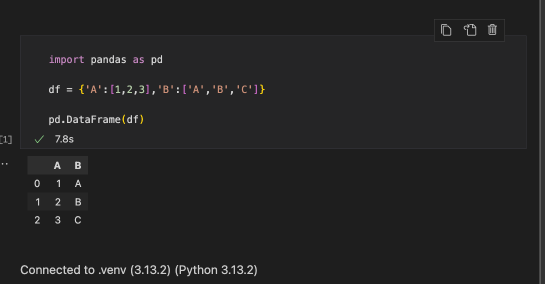 import pandas as pd
df = {'A':[1,2,3],'B':['A','B','C']}
pd.DataFrame(df)
[1]
7.8s
..
A B
0 1 A
1 2 B
2 3 C
Connected to .venv (3.13.2) (Python 3.13.2)